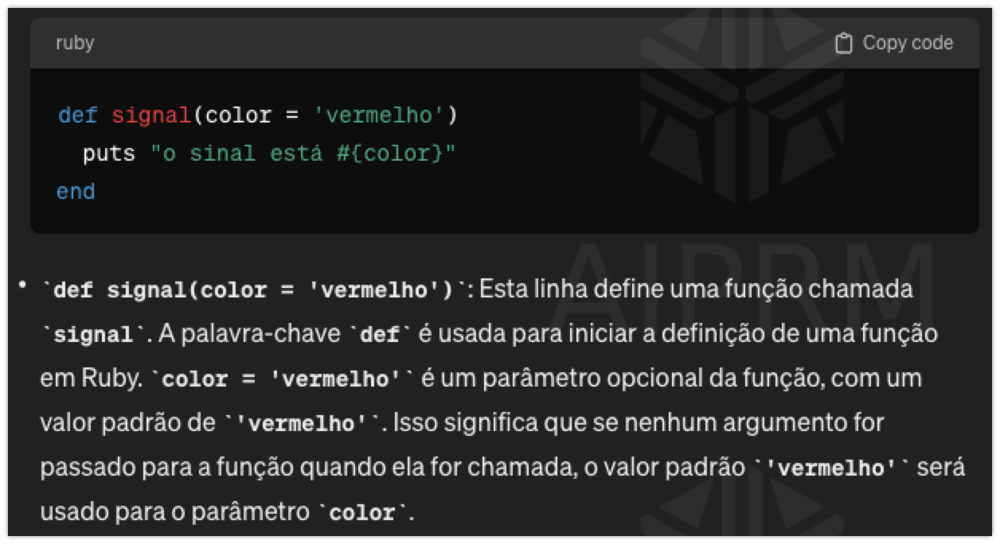 ruby
Copy code
def signal(color = 'vermelho')
  puts "o sinal está #{color}"
end
• `def signal(color = 'vermelho')`: Esta linha define uma função chamada
`signal`. A palavra-chave `def` é usada para iniciar a definição de uma função
em Ruby. `color = 'vermelho'` é um parâmetro opcional da função, com um
valor padrão de `'vermelho'`. Isso significa que se nenhum argumento for
passado para a função quando ela for chamada, o valor padrão `'vermelho'` será
usado para o parâmetro `color`.
AIPRM